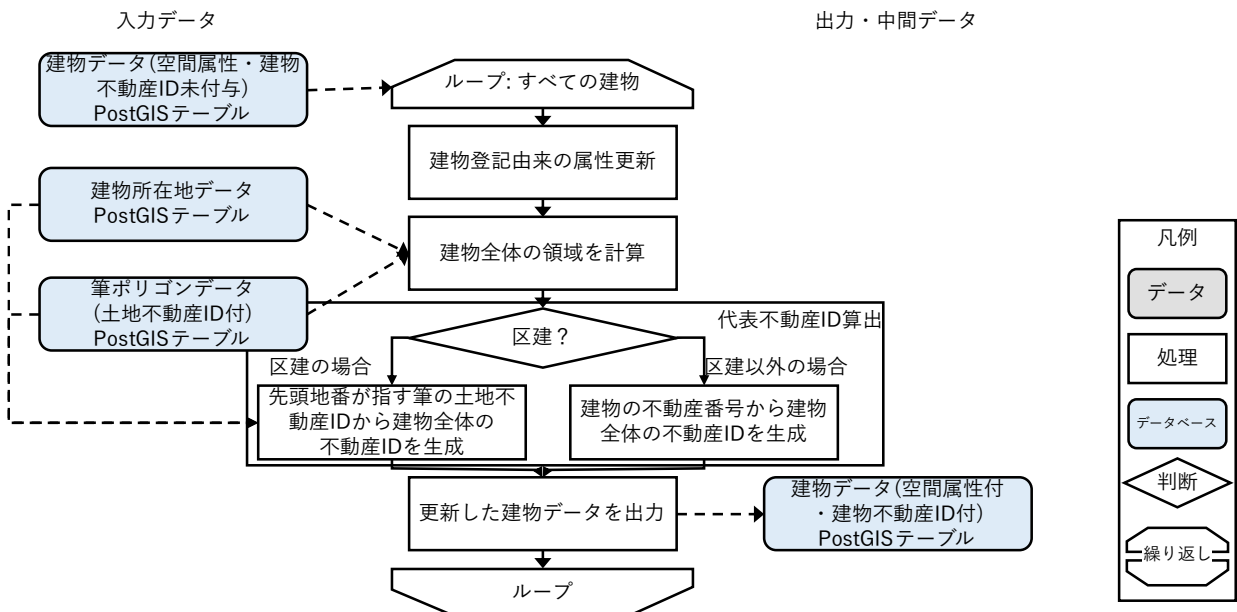 入力データ
出力・中間データ
建物データ(空間属性・建物
不動産ID未付与)
PostGISテーブル
ループ: すべての建物
建物登記由来の属性更新
建物所在地データ
PostGISテーブル
建物全体の領域を計算
筆ポリゴンデータ
(土地不動産ID付)
PostGISテーブル
代表不動産ID算出
区建？
区建の場合
区建以外の場合
先頭地番が指す筆の土地不
動産IDから建物全体の
不動産IDを生成
建物の不動産番号から建物
全体の不動産IDを生成
更新した建物データを出力
建物データ(空間属性付
・建物不動産ID付)
PostGISテーブル
ループ
凡例
データ
処理
データベース
判断
繰り返し